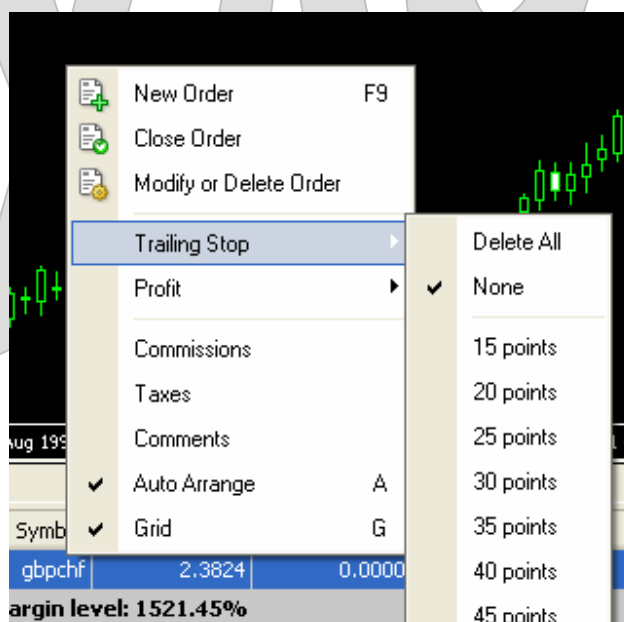 New Order F9
Close Order
Modify or Delete Order
Trailing Stop
Delete All
Profit
None
Commissions
15 points
Taxes
20 points
Aug 199
Comments
25 points
Auto Arrange A
30 points
Symb
Grid G
35 points
gbpchf 2.3824 0.0000
40 points
argin level: 1521.45%
45 points